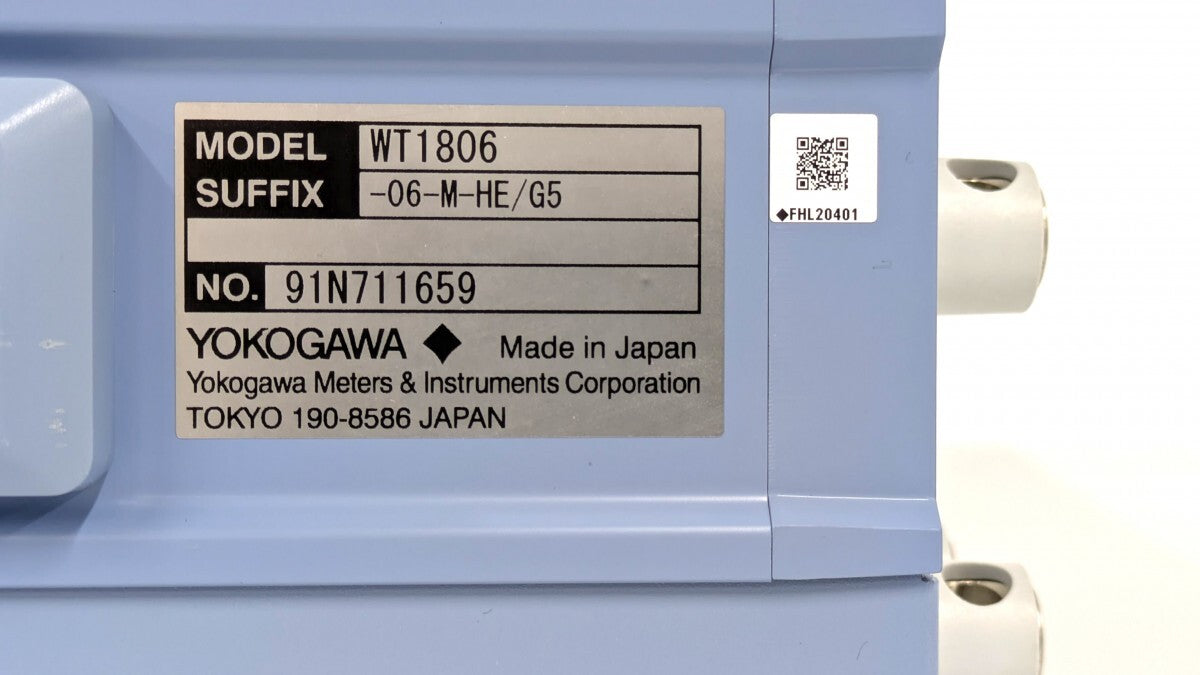 MODEL WT1806
SUFFIX -06-M-HE/G5
NO. 91N711659
YOKOGAWA ◆ Made in Japan
Yokogawa Meters & Instruments Corporation
TOKYO 190-8586 JAPAN
◆FHL20401